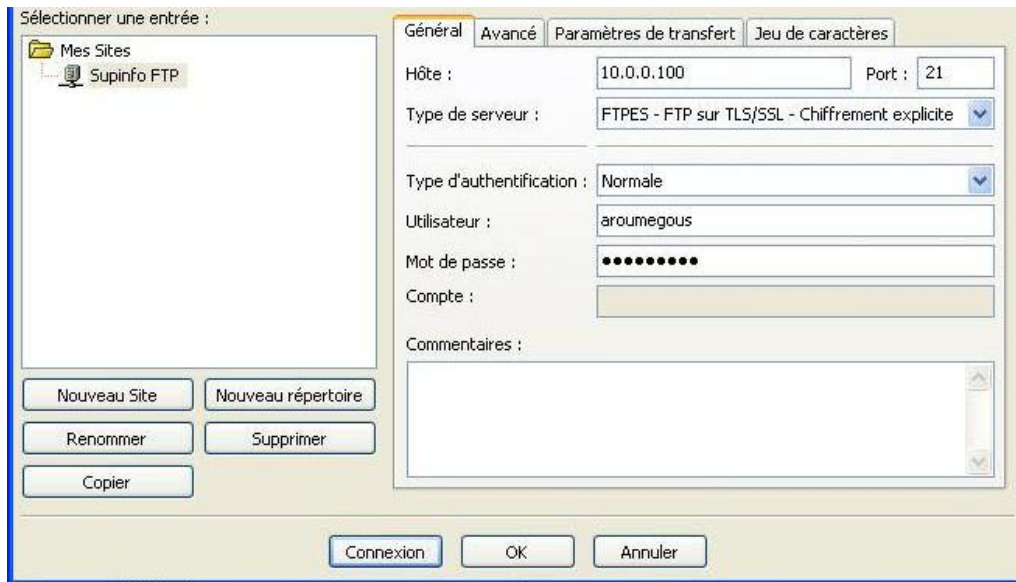 Sélectionner une entrée :
Mes Sites
Supinfo FTP
Nouveau Site
Nouveau répertoire
Renommer
Supprimer
Copier
Général
Avancé
Paramètres de transfert
Jeu de caractères
Hôte : 10.0.0.100 Port : 21
Type de serveur : FTPES - FTP sur TLS/SSL - Chiffrement explicite
Type d'authentification : Normale
Utilisateur : aroumegous
Mot de passe : •••••••••
Compte :
Commentaires :
Connexion
OK
Annuler